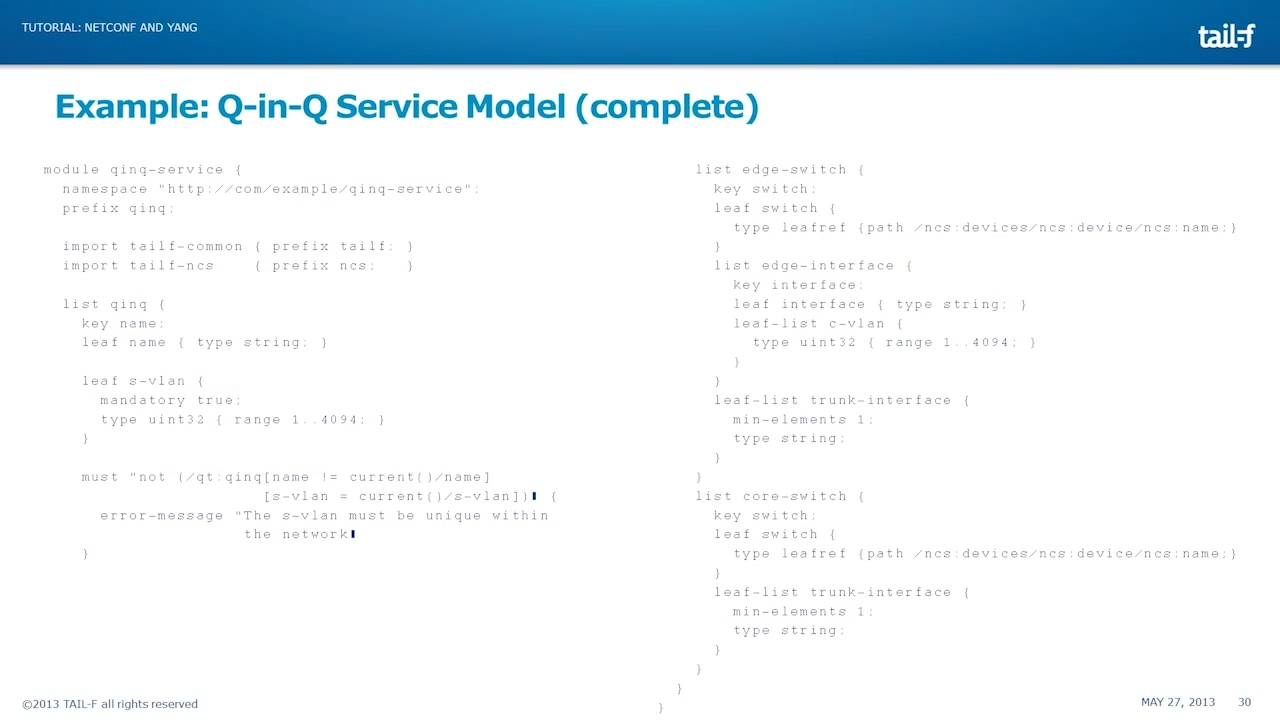 TUTORIAL: NETCONF AND YANG
tail-f
Example: Q-in-Q Service Model (complete)
module qinq-service {
namespace "http://com/example/qinq-service";
prefix qinq;
import tailf-common { prefix tailf; }
import tailf-ncs { prefix ncs; }
list qinq {
key name;
leaf name { type string; }
leaf s-vlan {
mandatory true;
type uint32 { range 1..4094; }
}
must "not (/qt:qinq[name != current()/name]
[s-vlan = current()/s-vlan]) {
error-message "The s-vlan must be unique within
the network
}
list edge-switch {
key switch;
leaf switch {
type leafref {path /ncs:devices/ncs:device/ncs:name;}
}
list edge-interface {
key interface;
leaf interface { type string; }
leaf-list c-vlan {
type uint32 { range 1..4094; }
}
}
leaf-list trunk-interface {
min-elements 1;
type string;
}
}
list core-switch {
key switch;
leaf switch {
type leafref {path /ncs:devices/ncs:device/ncs:name;}
}
leaf-list trunk-interface {
min-elements 1;
type string;
}
}
}
}
©2013 TAIL-F all rights reserved
MAY 27, 2013 30